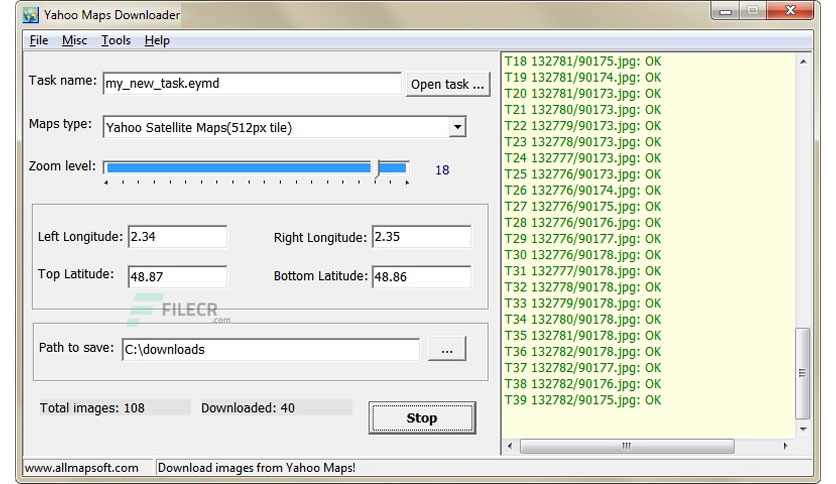 Yahoo Maps Downloader
File Misc Tools Help
Task name: my_new_task.eymd Open task ...
Maps type: Yahoo Satellite Maps(512px tile)
Zoom level: 18
Left Longitude: 2.34 Right Longitude: 2.35
Top Latitude: 48.87 Bottom Latitude: 48.86
FILECR
.com
Path to save: C:\downloads ...
Total images: 108 Downloaded: 40 Stop
T18 132781/90175.jpg: OK
T19 132781/90174.jpg: OK
T20 132781/90173.jpg: OK
T21 132780/90173.jpg: OK
T22 132779/90173.jpg: OK
T23 132778/90173.jpg: OK
T24 132777/90173.jpg: OK
T25 132776/90173.jpg: OK
T26 132776/90174.jpg: OK
T27 132776/90175.jpg: OK
T28 132776/90176.jpg: OK
T29 132776/90177.jpg: OK
T30 132776/90178.jpg: OK
T31 132777/90178.jpg: OK
T32 132778/90178.jpg: OK
T33 132779/90178.jpg: OK
T34 132780/90178.jpg: OK
T35 132781/90178.jpg: OK
T36 132782/90178.jpg: OK
T37 132782/90177.jpg: OK
T38 132782/90176.jpg: OK
T39 132782/90175.jpg: OK
www.allmapsoft.com Download images from Yahoo Maps!